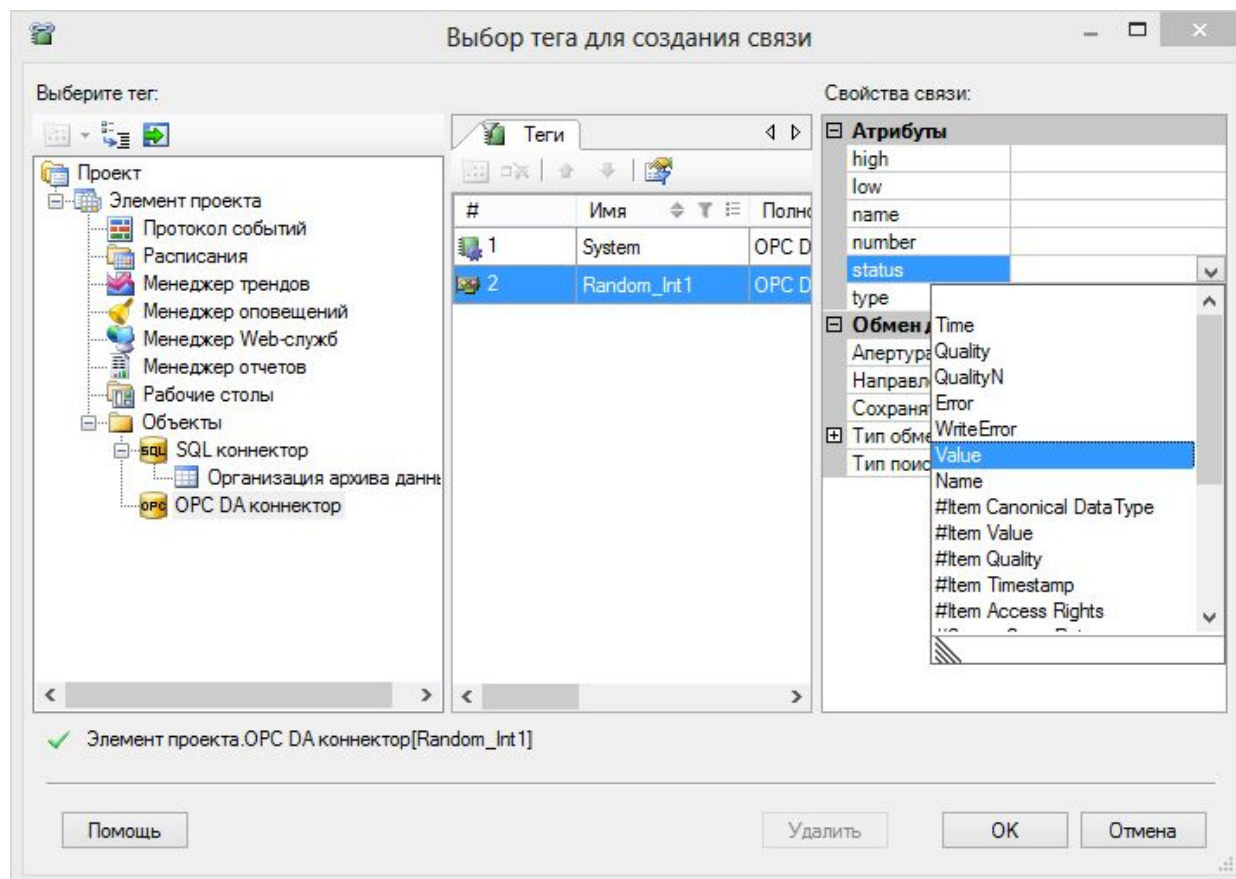 Выбор тега для создания связи
Выберите тег:
Проект
Элемент проекта
Протокол событий
Расписания
Менеджер трендов
Менеджер оповещений
Менеджер Web-служб
Менеджер отчетов
Рабочие столы
Объекты
SQL
SQL коннектор
Организация архива данн
OPC
OPC DA коннектор
Теги
# Имя Полно
1 System OPC D
2 Random_Int1 OPC D
Свойства связи:
Атрибуты
high
low
name
number
status
type
Обмен д
Апертура
Направл
Сохраня
Тип обме
Тип поис
Time
Quality
QualityN
Error
WriteError
Value
Name
#Item Canonical DataType
#Item Value
#Item Quality
#Item Timestamp
#Item Access Rights
Элемент проекта.OPC DA коннектор[Random_Int1]
Помощь
Удалить
OK
Отмена